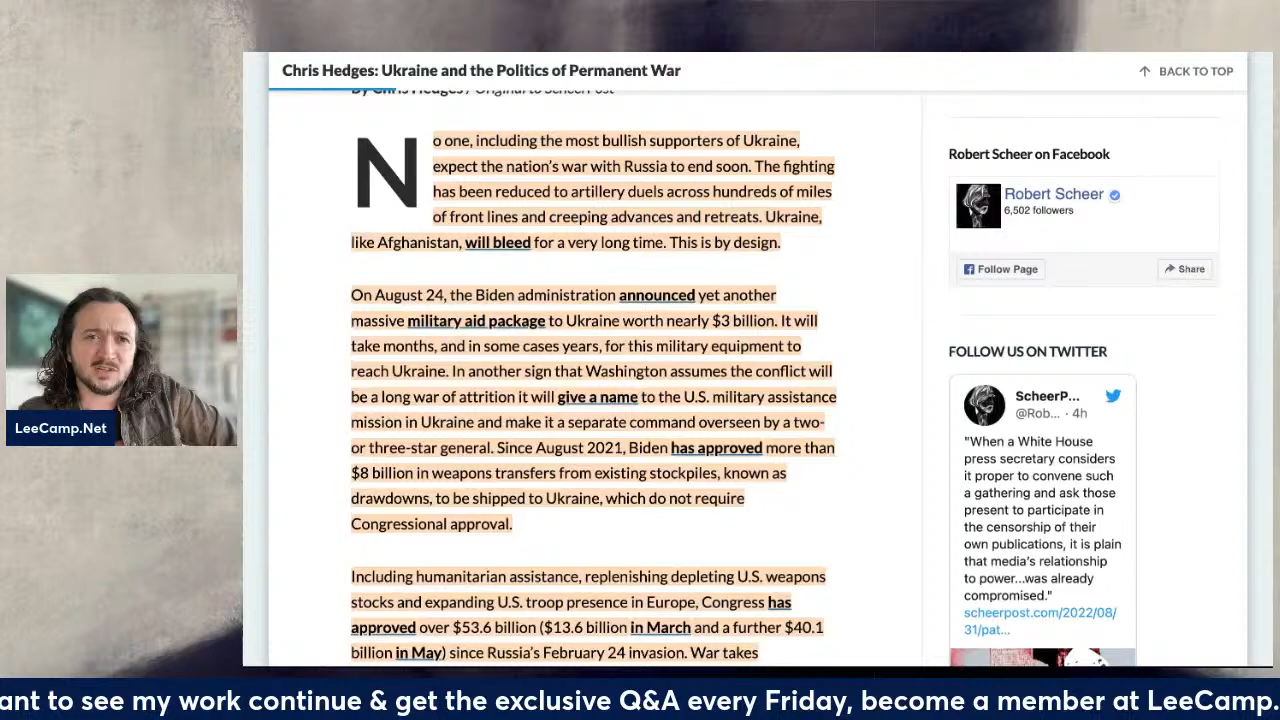 Chris Hedges: Ukraine and the Politics of Permanent War
BACK TO TOP
By Chris Hedges / Original to ScheerPost
No one, including the most bullish supporters of Ukraine,
expect the nation’s war with Russia to end soon. The fighting
has been reduced to artillery duels across hundreds of miles
of front lines and creeping advances and retreats. Ukraine,
like Afghanistan, will bleed for a very long time. This is by design.
On August 24, the Biden administration announced yet another
massive military aid package to Ukraine worth nearly $3 billion. It will
take months, and in some cases years, for this military equipment to
reach Ukraine. In another sign that Washington assumes the conflict will
be a long war of attrition it will give a name to the U.S. military assistance
mission in Ukraine and make it a separate command overseen by a two-
or three-star general. Since August 2021, Biden has approved more than
$8 billion in weapons transfers from existing stockpiles, known as
drawdowns, to be shipped to Ukraine, which do not require
Congressional approval.
Including humanitarian assistance, replenishing depleting U.S. weapons
stocks and expanding U.S. troop presence in Europe, Congress has
approved over $53.6 billion ($13.6 billion in March and a further $40.1
billion in May) since Russia’s February 24 invasion. War takes
Robert Scheer on Facebook
Robert Scheer
6,502 followers
Follow Page
Share
FOLLOW US ON TWITTER
ScheerP...
@Rob... · 4h
"When a White House
press secretary considers
it proper to convene such
a gathering and ask those
present to participate in
the censorship of their
own publications, it is plain
that media’s relationship
to power...was already
compromised."
scheerpost.com/2022/08/
31/pat...
LeeCamp.Net
ant to see my work continue & get the exclusive Q&A every Friday, become a member at LeeCamp.